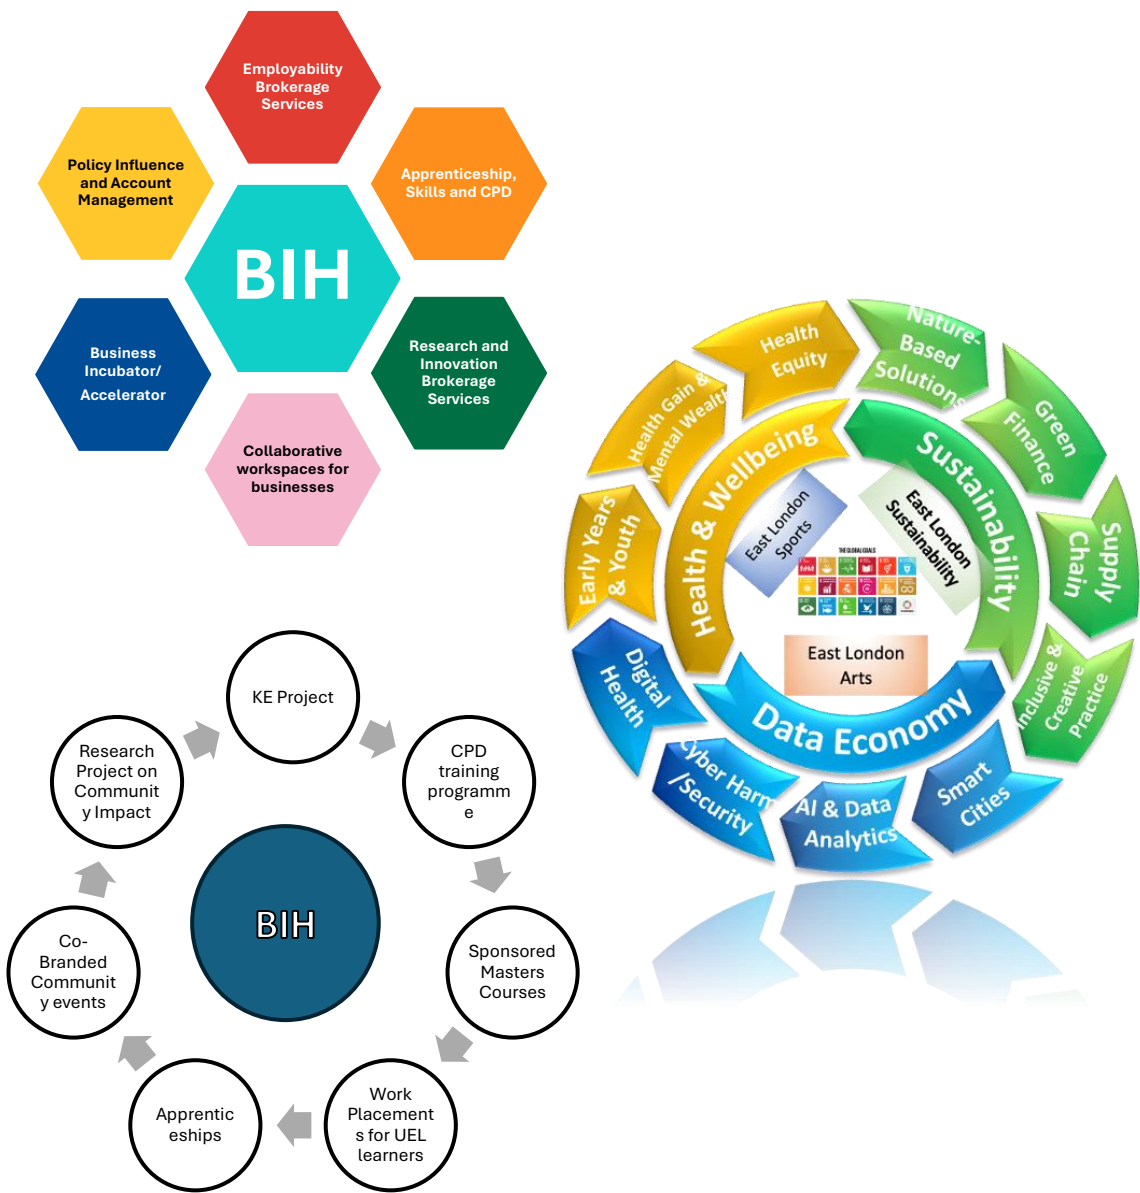 Employability
Brokerage
Services
Policy Influence
and Account
Management
Apprenticeship,
Skills and CPD
BIH
Business
Incubator/
Accelerator
Research and
Innovation
Brokerage
Services
Collaborative
workspaces for
businesses
Health
Equity
Nature-
Based
Solutions
Green
Finance
Supply
Chain
Inclusive &
Creative
Practice
Smart
Cities
AI & Data
Analytics
Cyber Harm
/Security
Digital
Health
Early Years
& Youth
Health Gain &
Mental Wealth
Health & Wellbeing
Sustainability
Data Economy
East London
Sports
East London
Sustainability
THE GLOBAL GOALS
East London
Arts
KE Project
CPD
training
programm
e
Sponsored
Masters
Courses
Work
Placement
s for UEL
learners
Apprentic
eships
Co-
Branded
Communit
y events
Research
Project on
Communit
y Impact
BIH